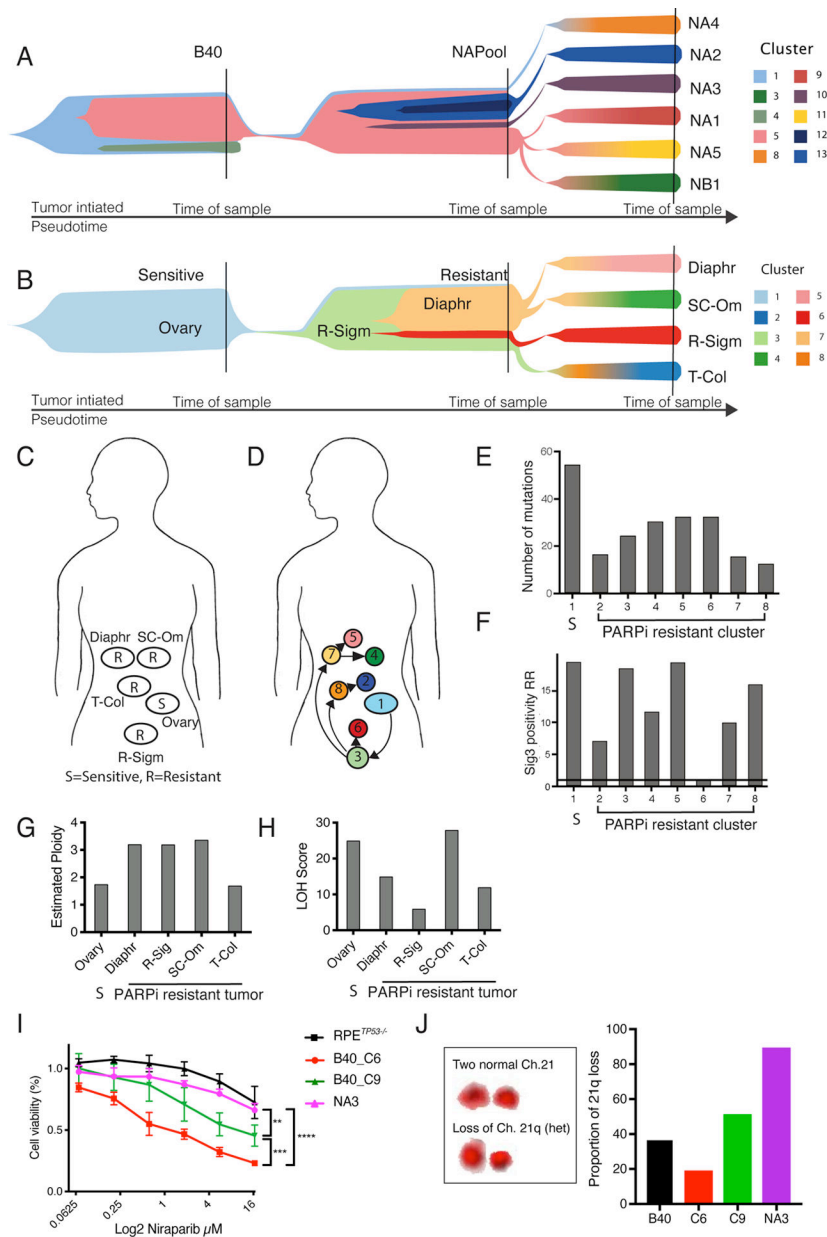 A
B40
NAPool
NA4
NA2
NA3
NA1
NA5
NB1
Cluster
1
3
4
5
8
9
10
11
12
13
Tumor intiated
Time of sample
Time of sample
Time of sample
Pseudotime
B
Sensitive
Resistant
Ovary
R-Sigm
Diaphr
Diaphr
SC-Om
R-Sigm
T-Col
Cluster
1
2
3
4
5
6
7
8
Tumor intiated
Time of sample
Time of sample
Time of sample
Pseudotime
C
Diaphr
SC-Om
R
R
R
T-Col
S
Ovary
R
R-Sigm
S=Sensitive, R=Resistant
D
5
7
4
8
2
1
6
3
E
Number of mutations
60
40
20
0
1 2 3 4 5 6 7 8
S
PARPi resistant cluster
F
Sig3 positivity RR
15
10
5
0
1 2 3 4 5 6 7 8
S
PARPi resistant cluster
G
Estimated Ploidy
4
3
2
1
0
Ovary
Diaphr
R-Sig
SC-Om
T-Col
S
PARPi resistant tumor
H
LOH Score
30
20
10
0
Ovary
Diaphr
R-Sig
SC-Om
T-Col
S
PARPi resistant tumor
I
Cell viability (%)
1.0
0.5
0.0
0.0625
0.25
1
4
16
Log2 Niraparib µM
RPE TP53-/-
B40_C6
B40_C9
NA3
**
***
****
J
Two normal Ch.21
Loss of Ch. 21q (het)
Proportion of 21q loss
100
80
60
40
20
0
B40
C6
C9
NA3